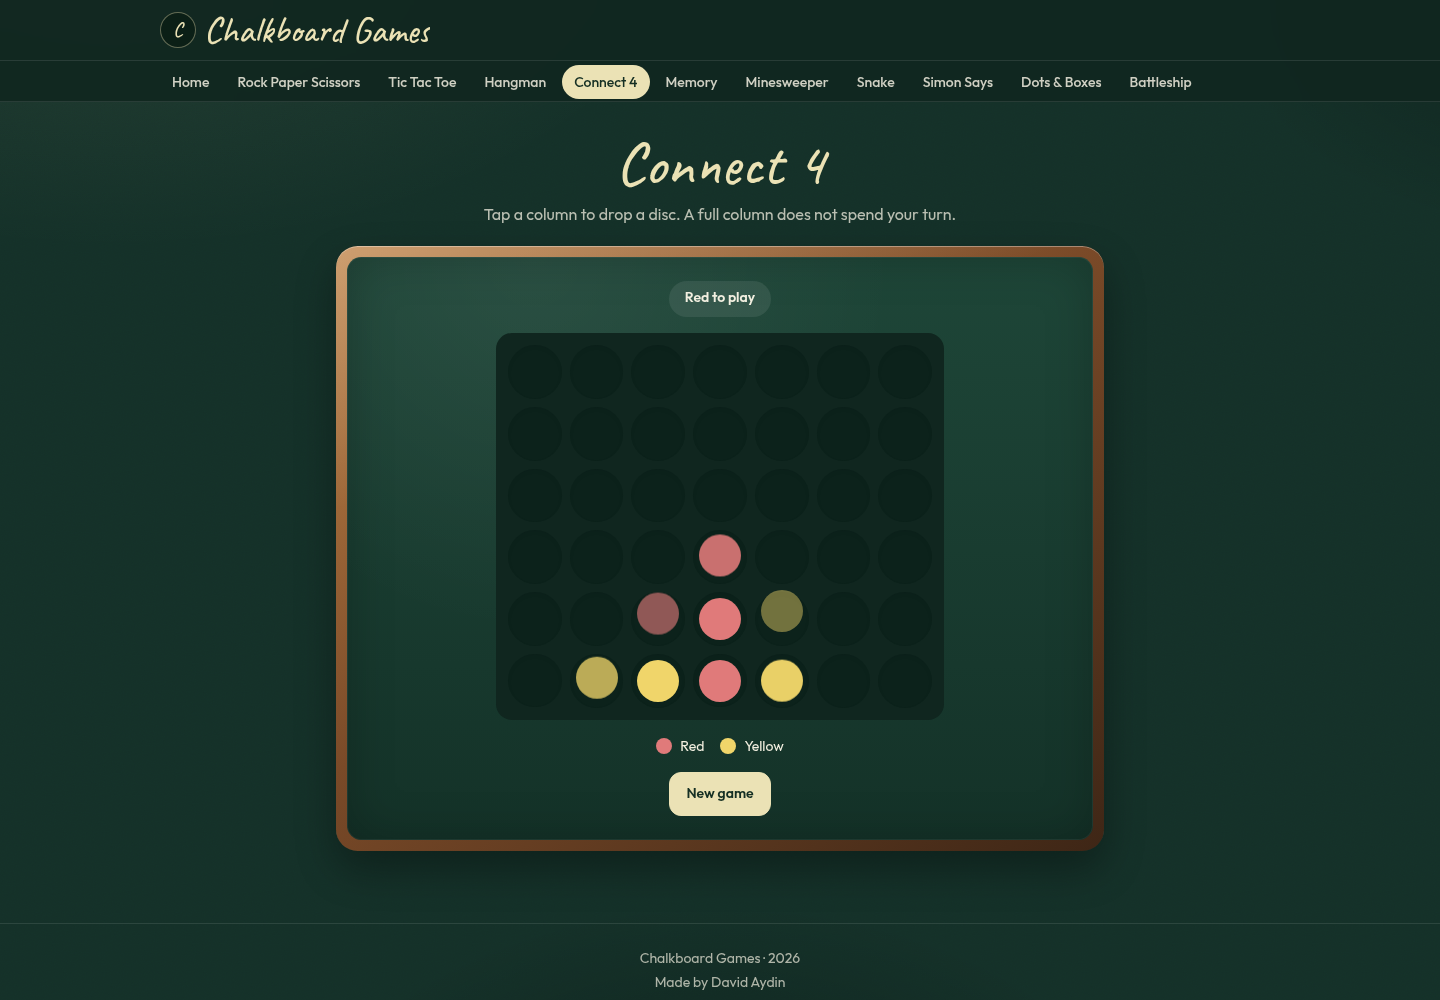 C Chalkboard Games
Home Rock Paper Scissors Tic Tac Toe Hangman Connect 4 Memory Minesweeper Snake Simon Says Dots & Boxes Battleship
Connect 4
Tap a column to drop a disc. A full column does not spend your turn.
Red to play
Red Yellow
New game
Chalkboard Games · 2026
Made by David Aydin